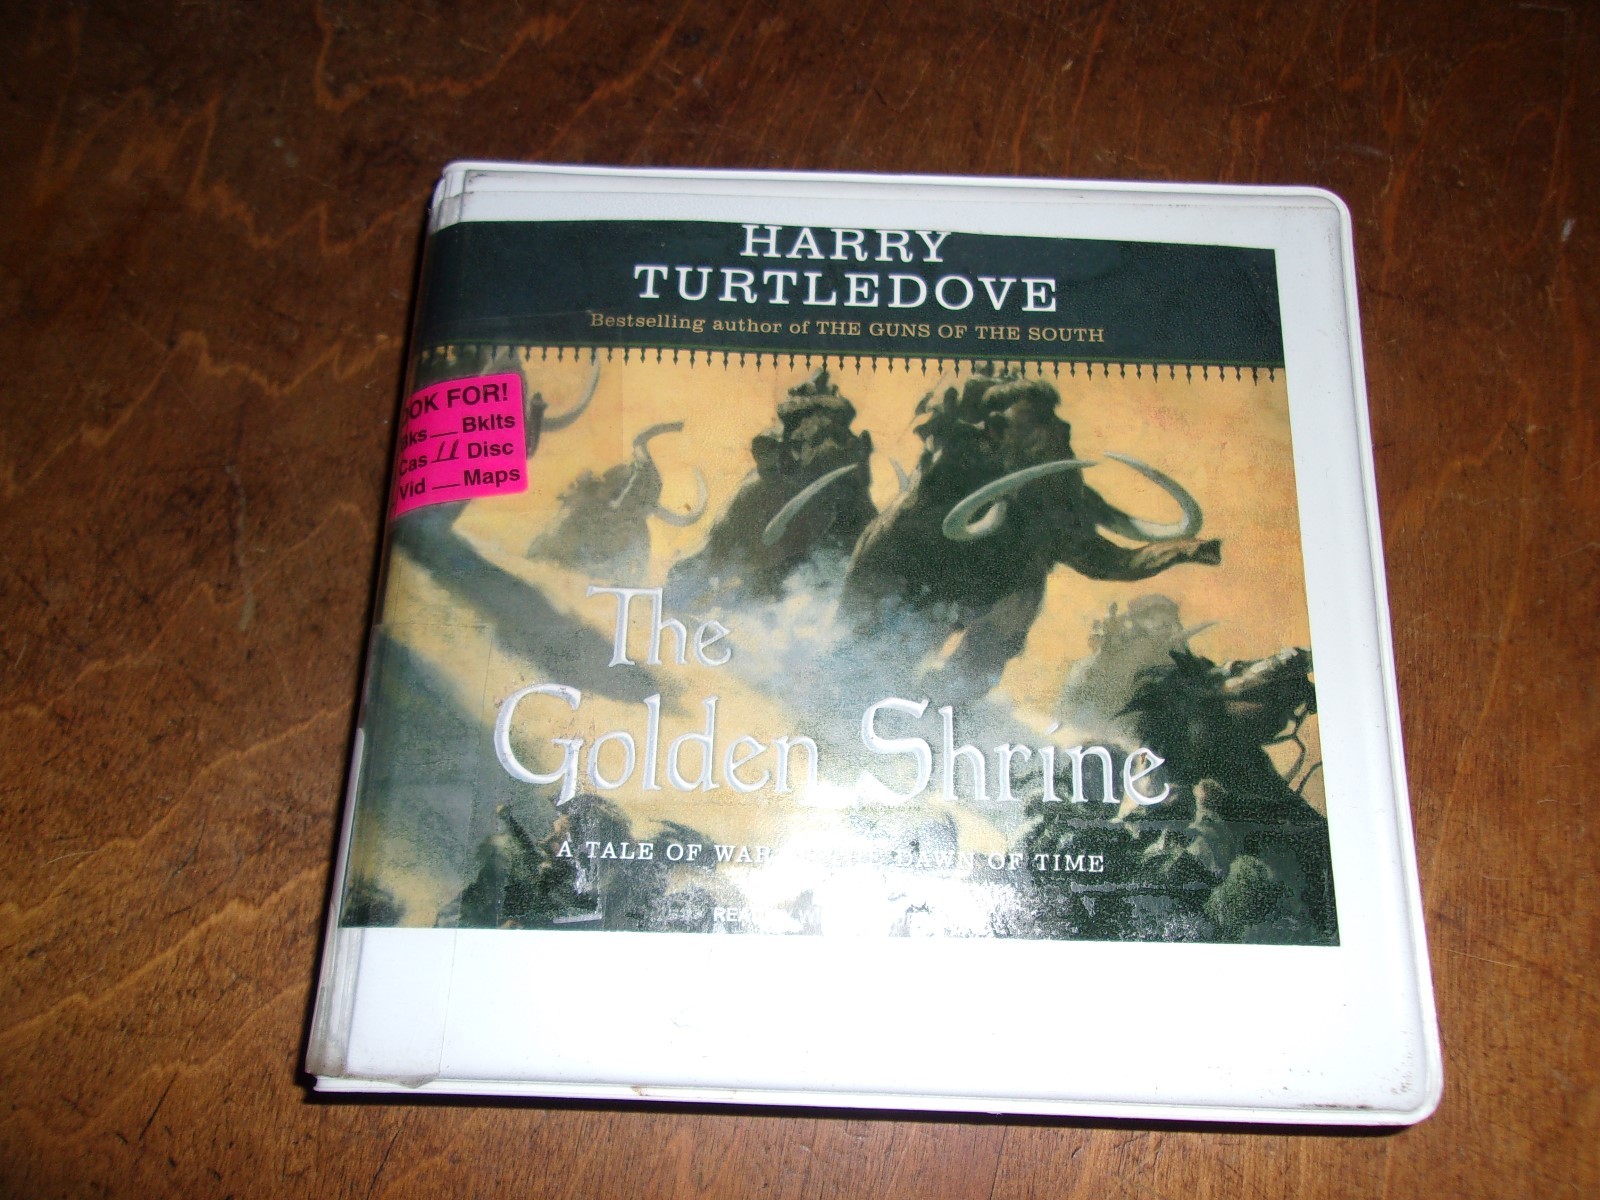 HARRY
TURTLEDOVE
Bestselling author of THE GUNS OF THE SOUTH
OOK FOR!
Bks__ Bklts
Cas 11 Disc
Vid __ Maps
The
Golden Shrine
A TALE OF WAR DAWN OF TIME